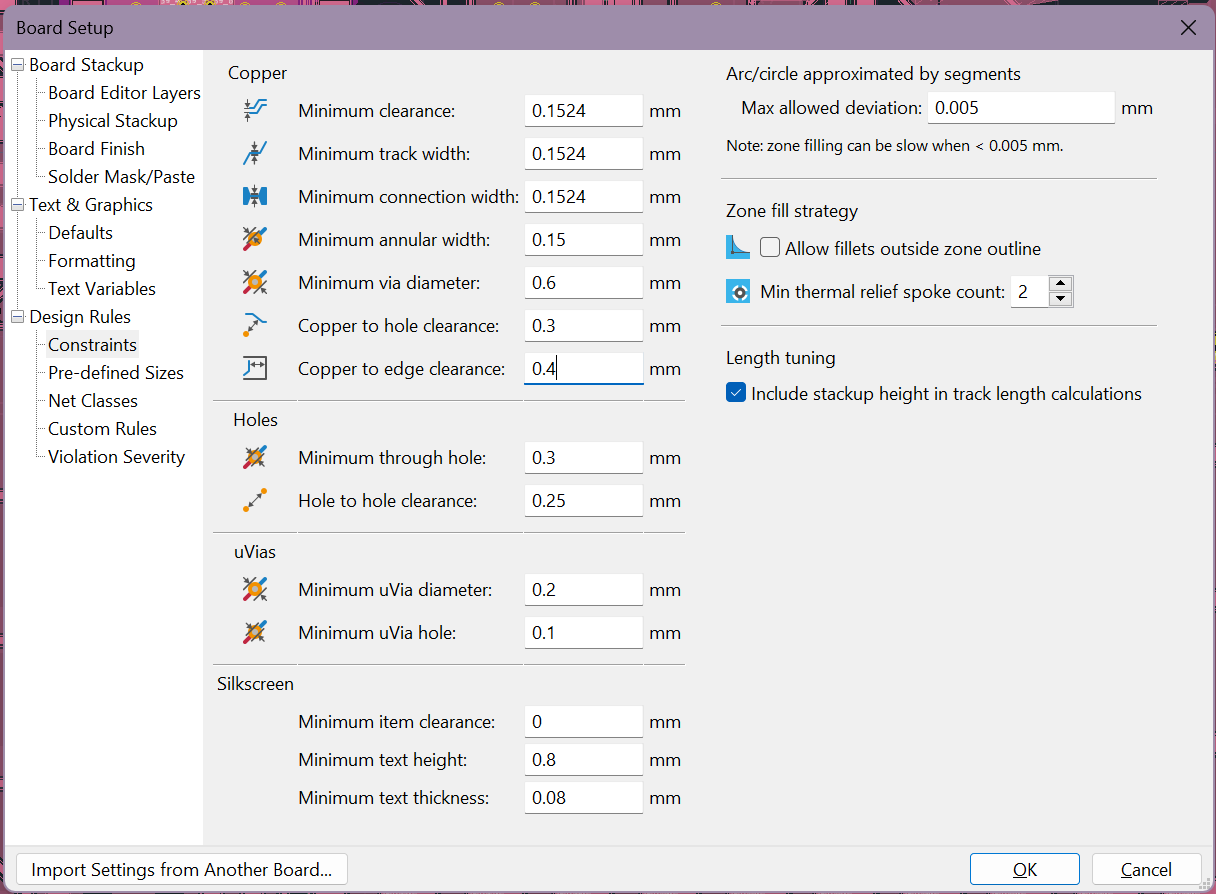 Board Setup
Board Stackup
Board Editor Layers
Physical Stackup
Board Finish
Solder Mask/Paste
Text & Graphics
Defaults
Formatting
Text Variables
Design Rules
Constraints
Pre-defined Sizes
Net Classes
Custom Rules
Violation Severity
Copper
Minimum clearance: 0.1524 mm
Minimum track width: 0.1524 mm
Minimum connection width: 0.1524 mm
Minimum annular width: 0.15 mm
Minimum via diameter: 0.6 mm
Copper to hole clearance: 0.3 mm
Copper to edge clearance: 0.4 mm
Holes
Minimum through hole: 0.3 mm
Hole to hole clearance: 0.25 mm
uVias
Minimum uVia diameter: 0.2 mm
Minimum uVia hole: 0.1 mm
Silkscreen
Minimum item clearance: 0 mm
Minimum text height: 0.8 mm
Minimum text thickness: 0.08 mm
Arc/circle approximated by segments
Max allowed deviation: 0.005 mm
Note: zone filling can be slow when < 0.005 mm.
Zone fill strategy
Allow fillets outside zone outline
Min thermal relief spoke count: 2
Length tuning
Include stackup height in track length calculations
Import Settings from Another Board...
OK
Cancel